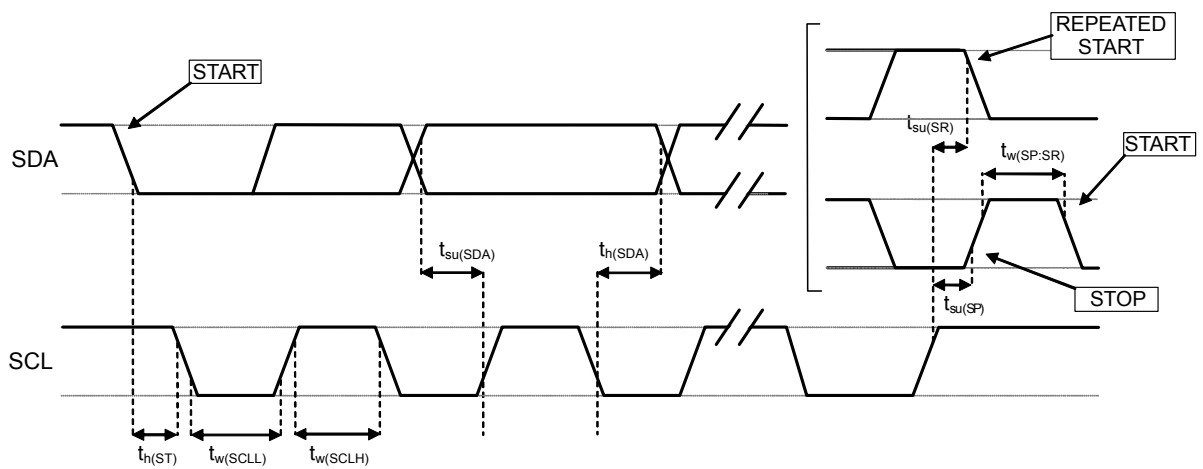 REPEATED
START
START
tsu(SR)
START
SDA
tw(SP:SR)
tsu(SDA)
th(SDA)
STOP
tsu(SP)
SCL
th(ST)
tw(SCLL)
tw(SCLH)